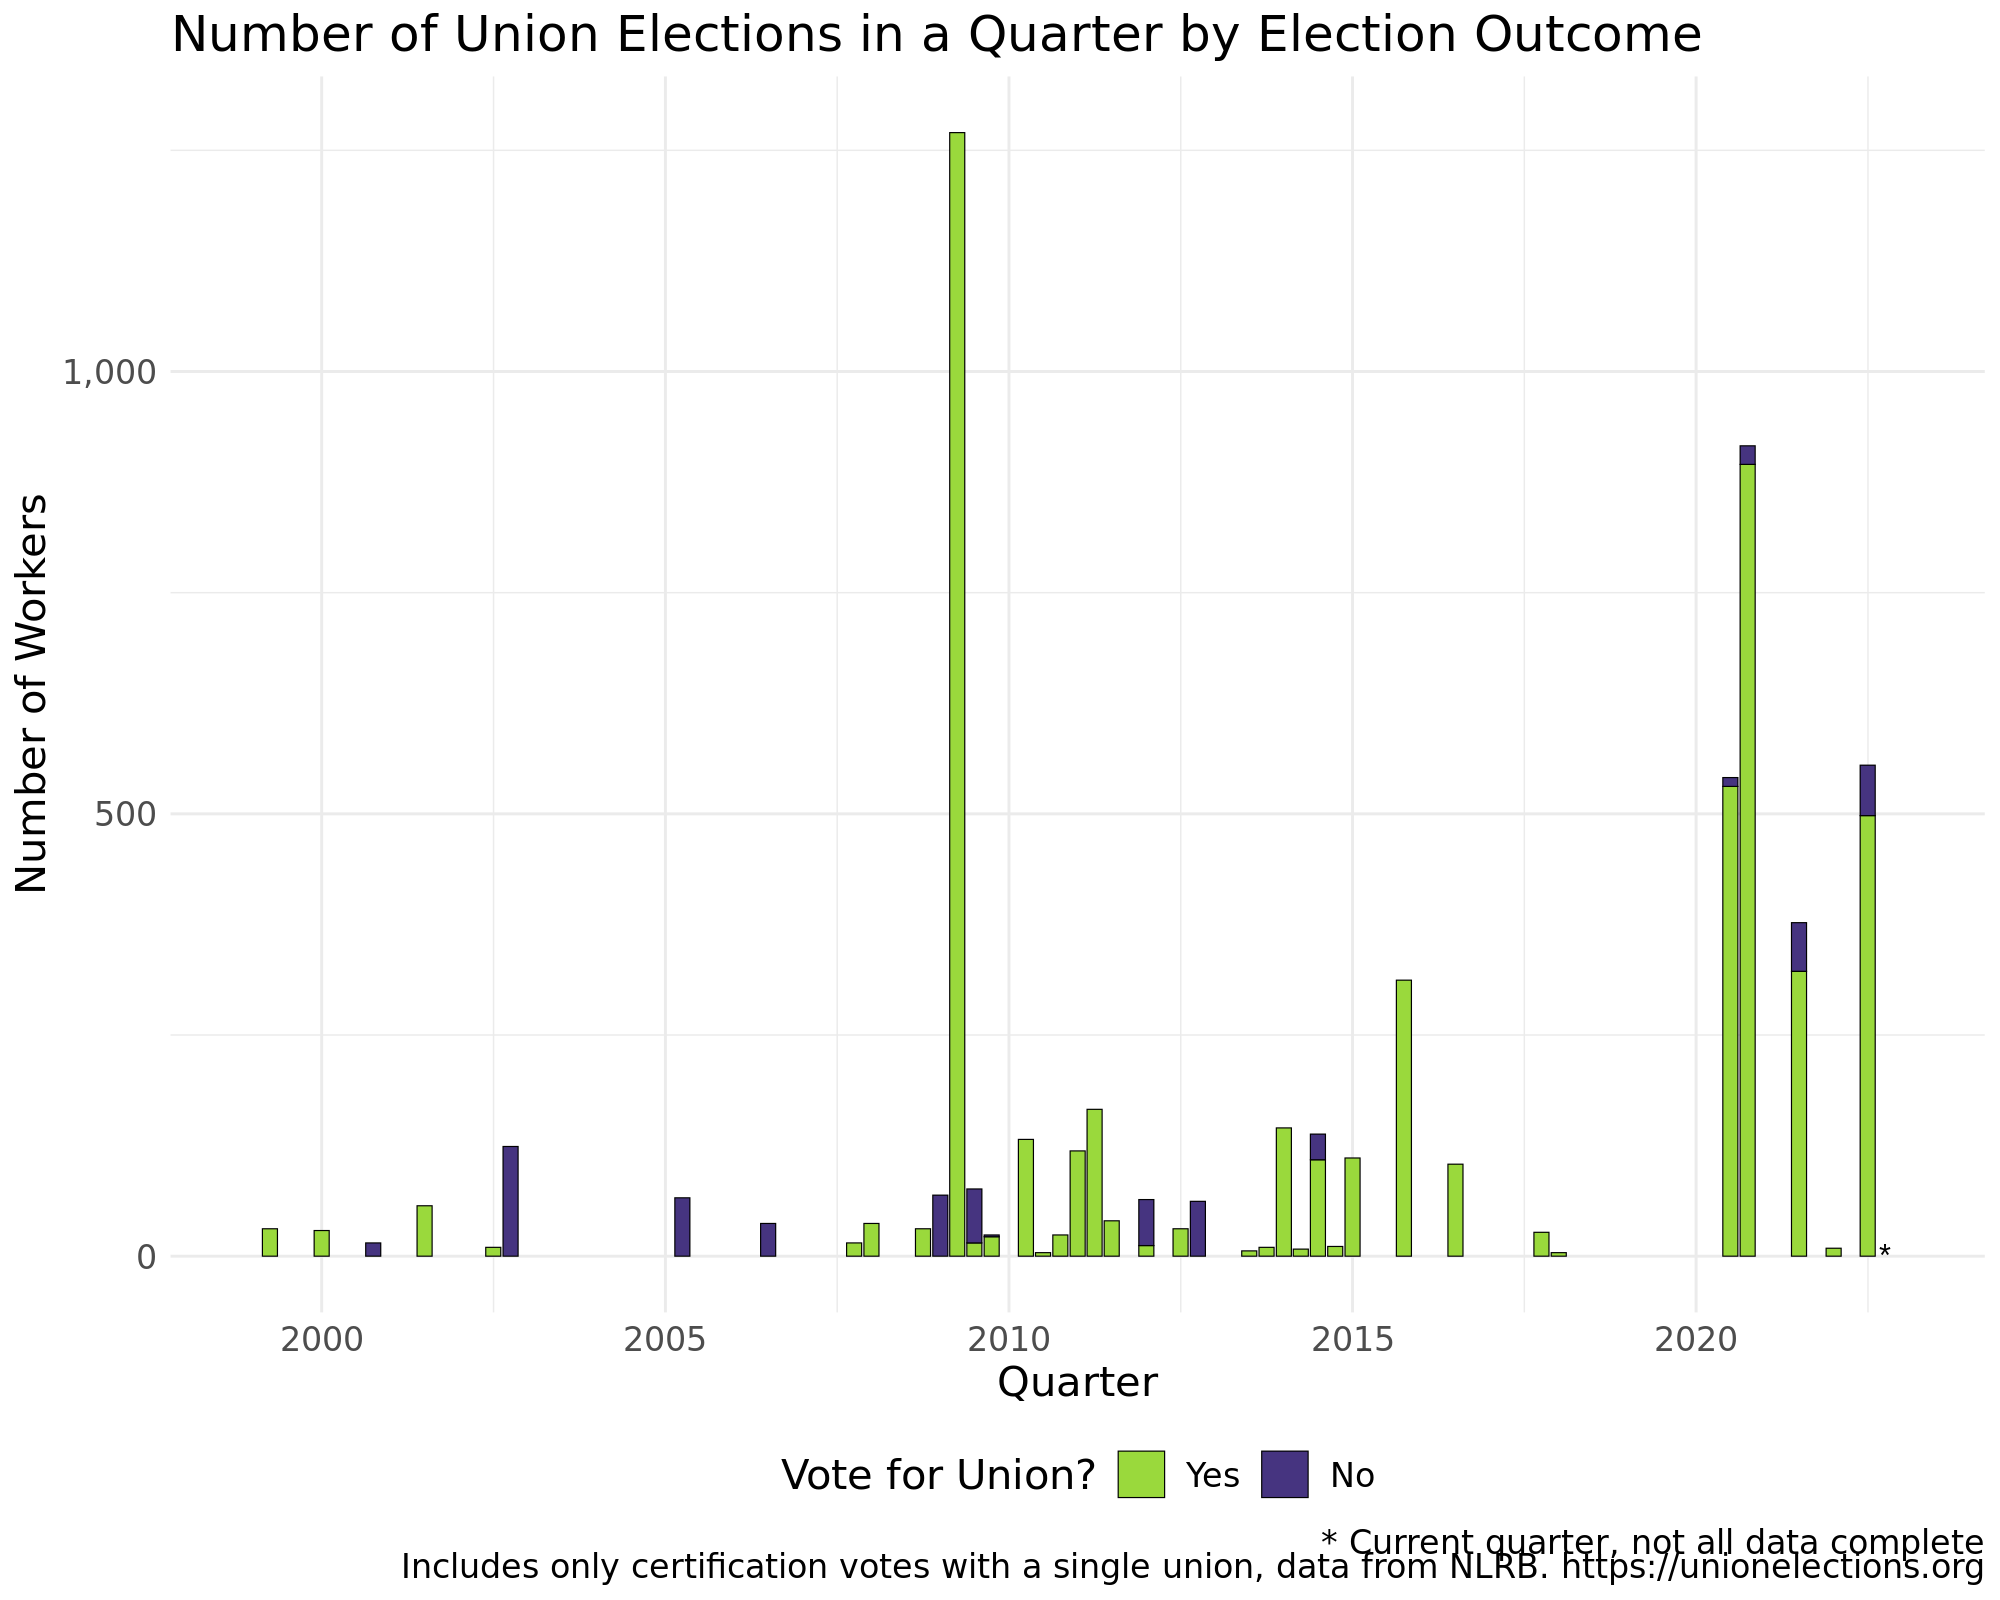 Number of Union Elections in a Quarter by Election Outcome
Number of Workers
1,000
500
0
*
2000 2005 2010 2015 2020
Quarter
Vote for Union? Yes No
* Current quarter, not all data complete
Includes only certification votes with a single union, data from NLRB. https://unionelections.org